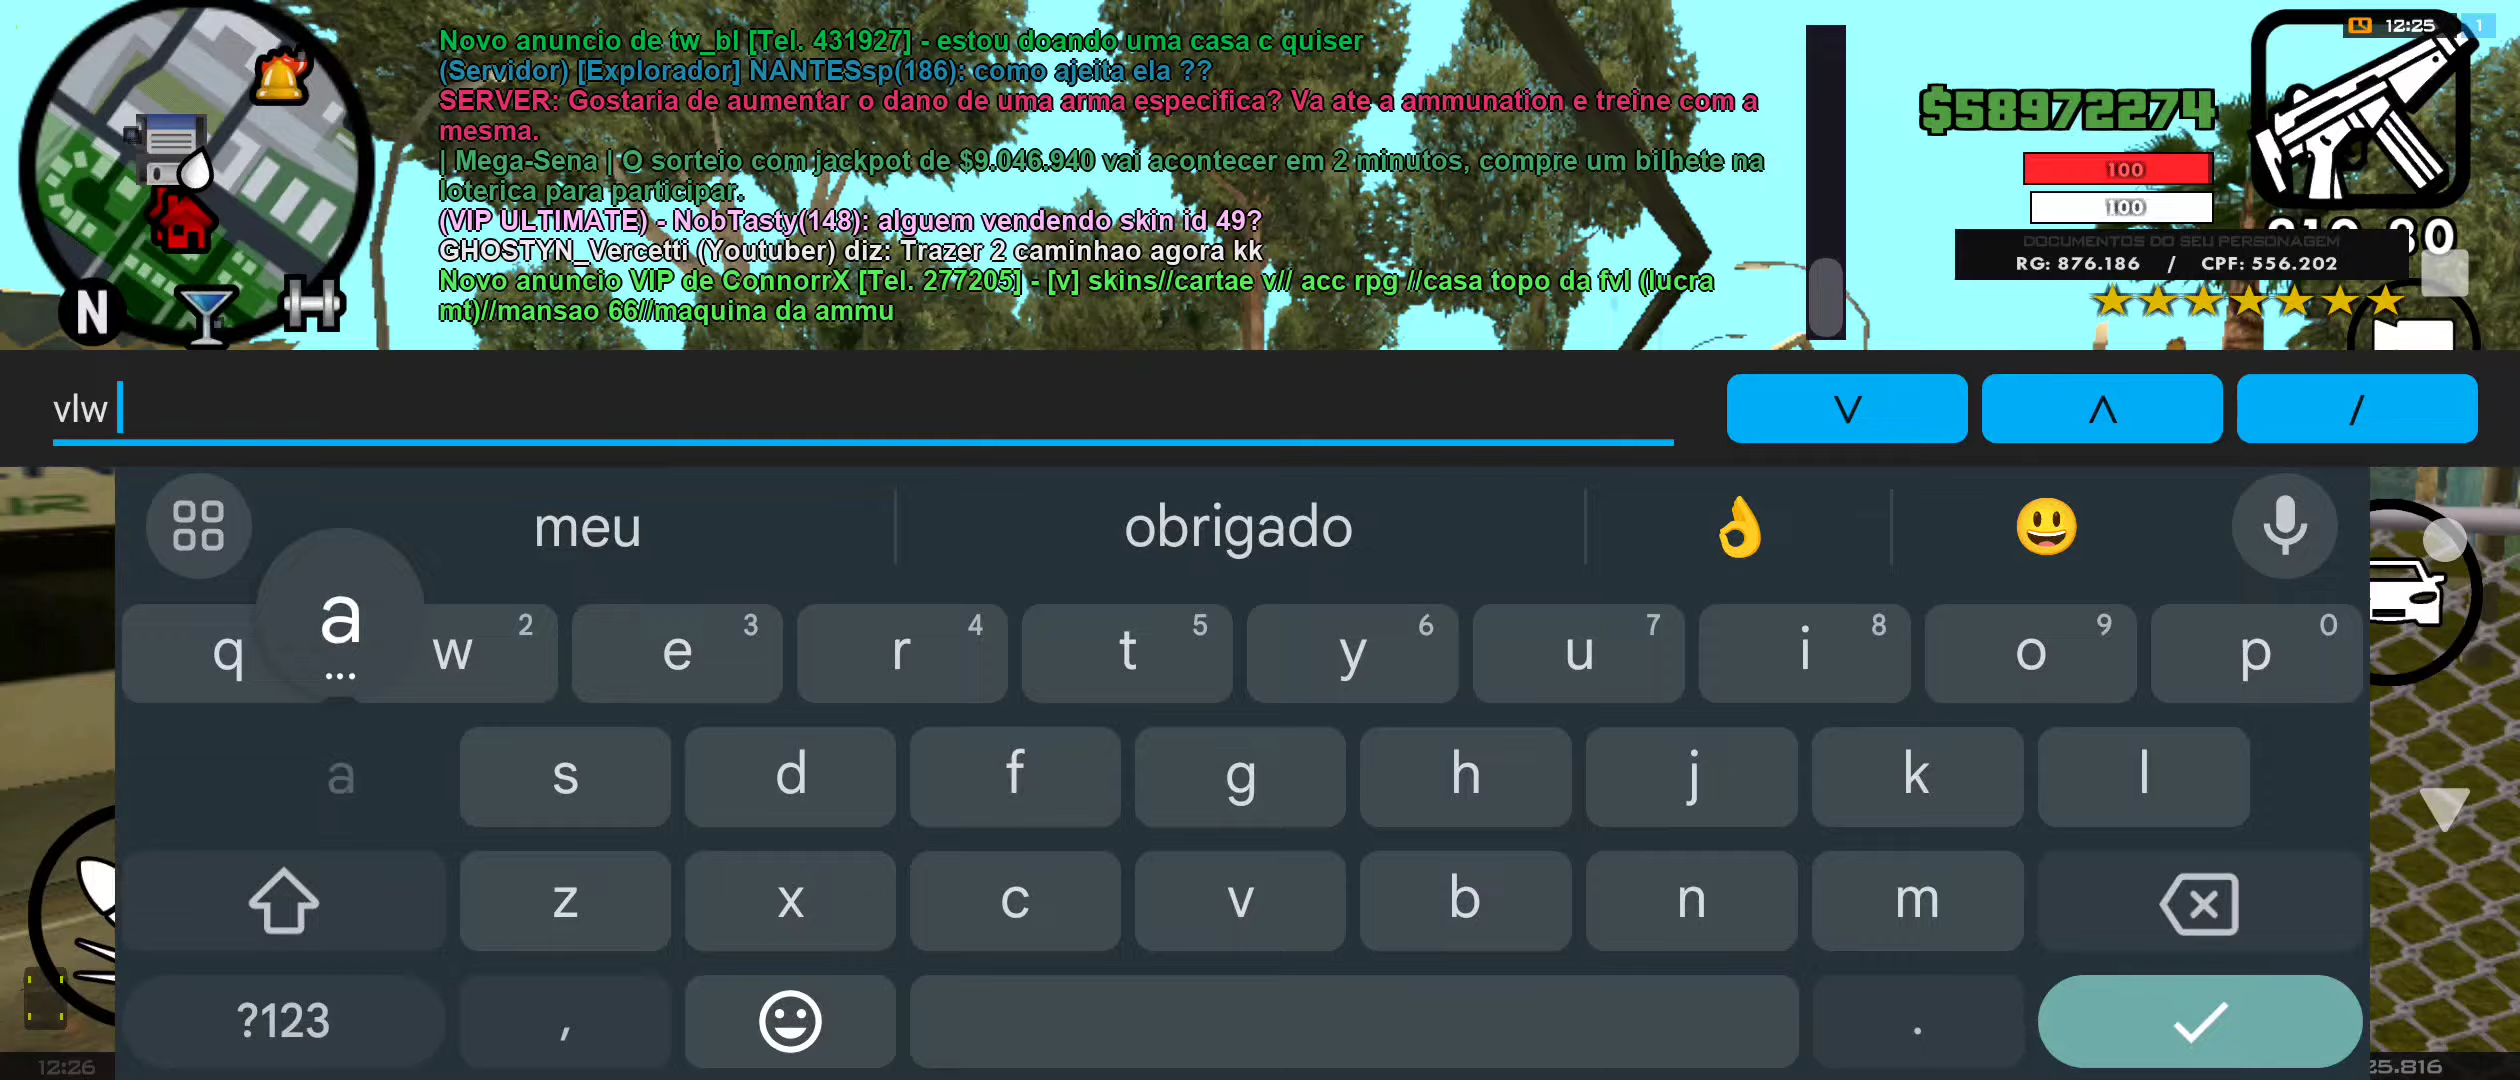 Novo anuncio de tw_bl [Tel. 431927] - estou doando uma casa c quiser
(Servidor) [Explorador] NANTESsp(186): como ajeita ela ??
SERVER: Gostaria de aumentar o dano de uma arma especifica? Va ate a ammunation e treine com a
mesma.
| Mega-Sena | O sorteio com jackpot de $9.046.940 vai acontecer em 2 minutos, compre um bilhete na
loterica para participar.
(VIP ULTIMATE) - NobTasty(148): alguem vendendo skin id 49?
GHOSTYN_Vercetti (Youtuber) diz: Trazer 2 caminhao agora kk
Novo anuncio VIP de ConnorrX [Tel. 277205] - [v] skins//cartae v// acc rpg //casa topo da fvl (lucra
mt)//mansao 66//maquina da ammu
N
12:25 1
$58972274
100
100
DOCUMENTOS DO SEU PERSONAGEM
RG: 876.186 / CPF: 556.202
vlw
V Λ /
meu obrigado 👌 😃
a
...
q w 2 e 3 r 4 t 5 y 6 u 7 i 8 o 9 p 0
a s d f g h j k l
z x c v b n m
?123 , .
12:26
25.816